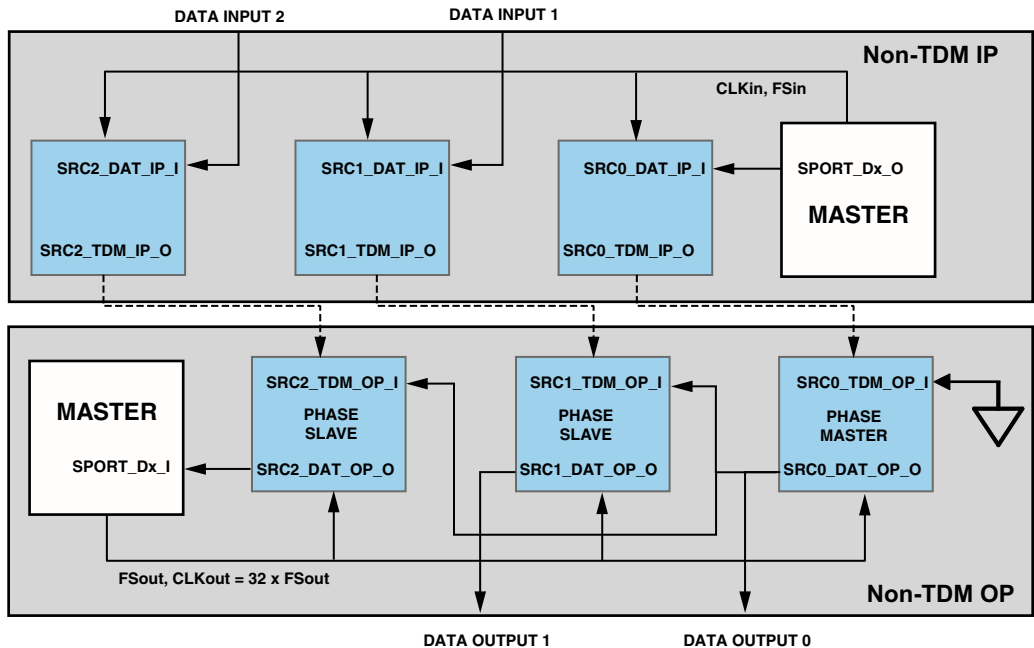 DATA INPUT 2
DATA INPUT 1
Non-TDM IP
CLKin, FSin
SRC2_DAT_IP_I
SRC1_DAT_IP_I
SRC0_DAT_IP_I
SPORT_Dx_O
MASTER
SRC2_TDM_IP_O
SRC1_TDM_IP_O
SRC0_TDM_IP_O
SRC2_TDM_OP_I
SRC1_TDM_OP_I
SRC0_TDM_OP_I
MASTER
PHASE
SLAVE
PHASE
SLAVE
PHASE
MASTER
SPORT_Dx_I
SRC2_DAT_OP_O
SRC1_DAT_OP_O
SRC0_DAT_OP_O
FSout, CLKout = 32 x FSout
Non-TDM OP
DATA OUTPUT 1
DATA OUTPUT 0